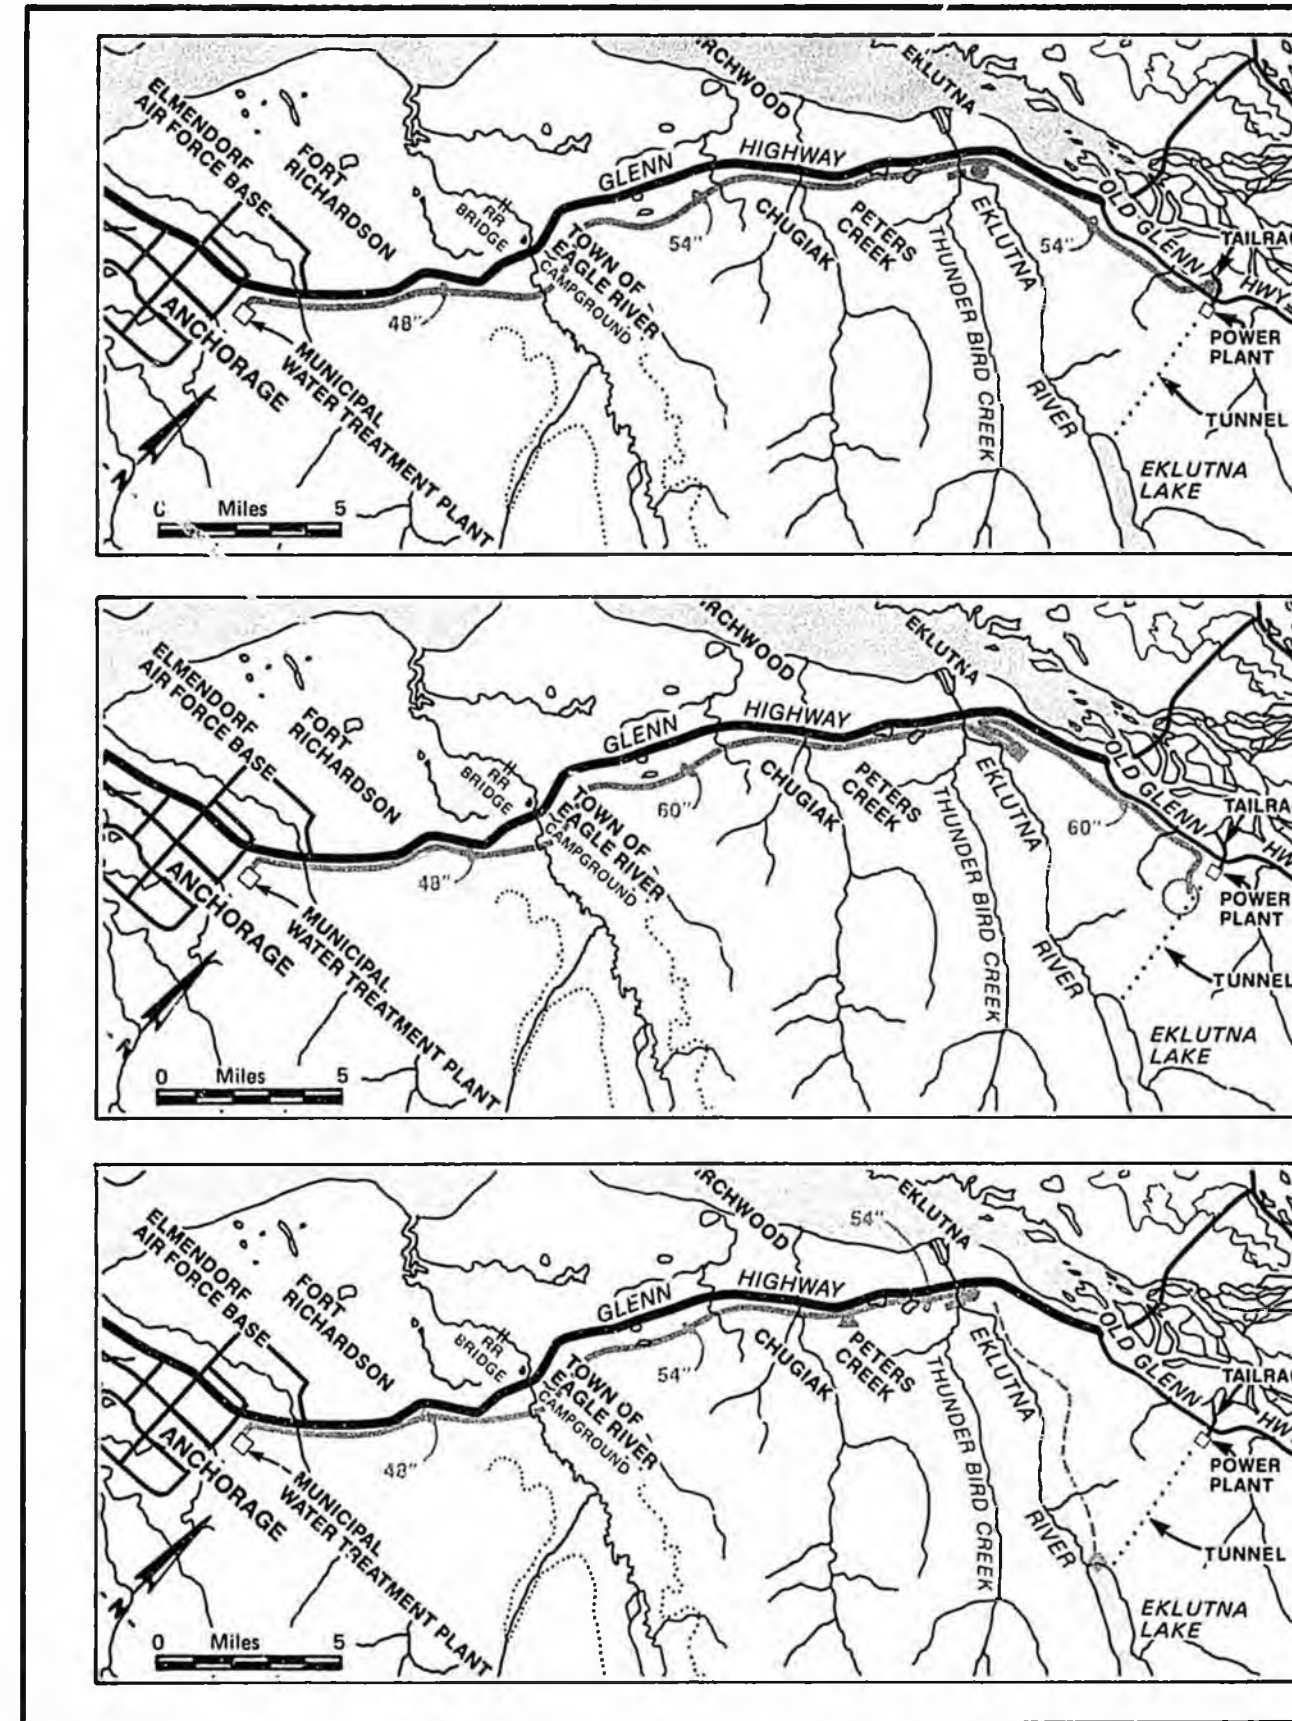 RCHWOOD
EKLUTNA
ELMENDORF
AIR FORCE BASE
FORT
RICHARDSON
GLENN
HIGHWAY
RR
BRIDGE
OLD GLENN
HWY
TAILRAC
54"
CHUGIAK
PETERS
CREEK
EKLUTNA
54"
TOWN OF
EAGLE RIVER
CAMPGROUND
48"
ANCHORAGE
MUNICIPAL
WATER TREATMENT PLANT
THUNDER BIRD CREEK
RIVER
POWER
PLANT
TUNNEL
EKLUTNA
LAKE
N
Miles 5
RCHWOOD
EKLUTNA
ELMENDORF
AIR FORCE BASE
FORT
RICHARDSON
GLENN
HIGHWAY
RR
BRIDGE
OLD GLENN
HW
TAILRA
60"
CHUGIAK
PETERS
CREEK
EKLUTNA
60"
TOWN OF
EAGLE RIVER
CAMPGROUND
48"
ANCHORAGE
MUNICIPAL
WATER TREATMENT PLANT
THUNDER BIRD CREEK
RIVER
POWER
PLANT
TUNNEL
EKLUTNA
LAKE
0 Miles 5
RCHWOOD
54"
EKLUTNA
ELMENDORF
AIR FORCE BASE
FORT
RICHARDSON
GLENN
HIGHWAY
RR
BRIDGE
OLD GLENN
HW
TAILRA
54"
CHUGIAK
PETERS
CREEK
EKLUTNA
TOWN OF
EAGLE RIVER
CAMPGROUND
48"
ANCHORAGE
MUNICIPAL
WATER TREATMENT PLANT
THUNDER BIRD CREEK
RIVER
POWER
PLANT
TUNNEL
EKLUTNA
LAKE
N
0 Miles 5